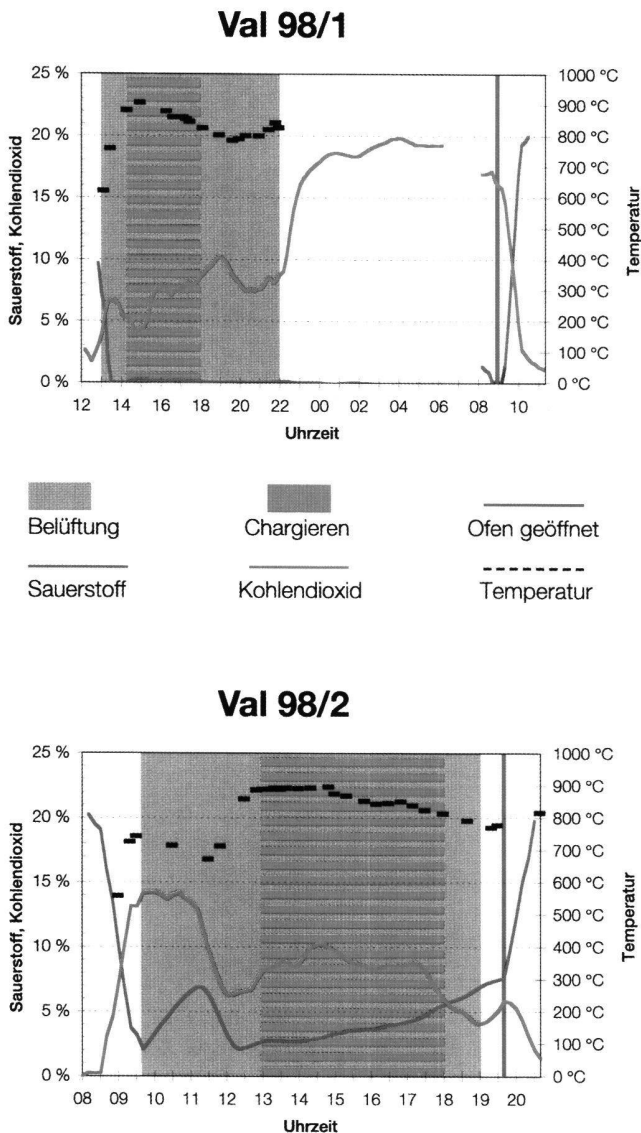 Val 98/1
Sauerstoff, Kohlendioxid
25 %
20 %
15 %
10 %
5 %
0 %
1000 °C
900 °C
800 °C
700 °C
600 °C
500 °C
400 °C
300 °C
200 °C
100 °C
0 °C
Temperatur
12 14 16 18 20 22 00 02 04 06 08 10
Uhrzeit
Belüftung Chargieren Ofen geöffnet
Sauerstoff Kohlendioxid Temperatur
Val 98/2
Sauerstoff, Kohlendioxid
25 %
20 %
15 %
10 %
5 %
0 %
1000 °C
900 °C
800 °C
700 °C
600 °C
500 °C
400 °C
300 °C
200 °C
100 °C
0 °C
Temperatur
08 09 10 11 12 13 14 15 16 17 18 19 20
Uhrzeit